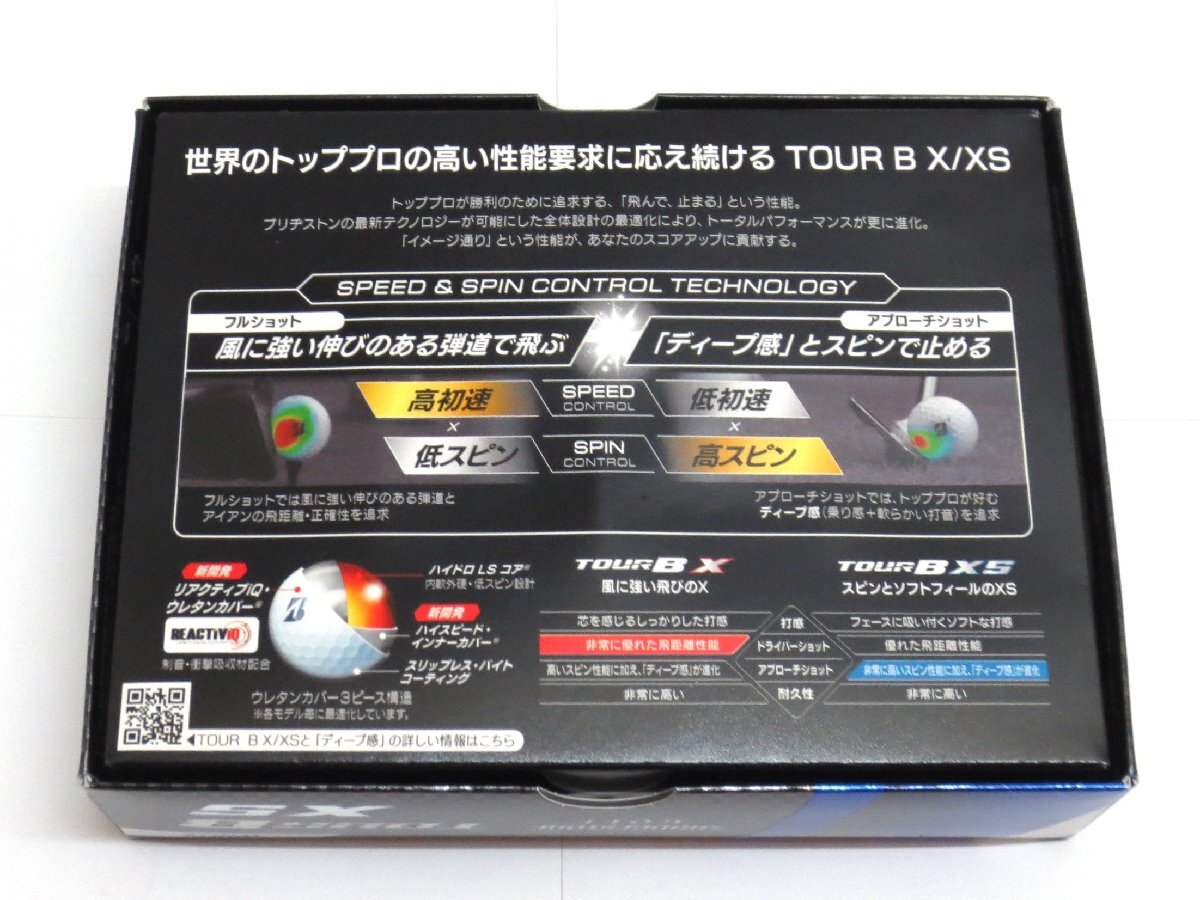 世界のトッププロの高い性能要求に応え続ける TOUR B X/XS
トッププロが勝利のために追求する、「飛んで、止まる」という性能。
ブリヂストンの最新テクノロジーが可能にした全体設計の最適化により、トータルパフォーマンスが更に進化。
「イメージ通り」という性能が、あなたのスコアアップに貢献する。
SPEED & SPIN CONTROL TECHNOLOGY
フルショット
風に強い伸びのある弾道で飛ぶ
アプローチショット
「ディープ感」とスピンで止める
高初速 SPEED CONTROL 低初速
× ×
低スピン SPIN CONTROL 高スピン
フルショットでは風に強い伸びのある弾道と
アイアンの飛距離・正確性を追求
アプローチショットでは、トッププロが好む
ディープ感(乗り感+軟らかい打音)を追求
新開発
リアクティブiQ・
ウレタンカバー※
REACTIV iQ
制音・衝撃吸収材配合
ハイドロ LS コア※
内軟外硬・低スピン設計
新開発
ハイスピード・
インナーカバー※
スリップレス・バイト
コーティング
ウレタンカバー3ピース構造
※各モデル毎に最適化しています。
TOUR B X/XSと「ディープ感」の詳しい情報はこちら
TOUR B X
風に強い飛びのX
TOUR B XS
スピンとソフトフィールのXS
芯を感じるしっかりした打感 打感 フェースに吸い付くソフトな打感
非常に優れた飛距離性能 ドライバーショット 優れた飛距離性能
高いスピン性能に加え、「ディープ感」が進化 アプローチショット 非常に高いスピン性能に加え、「ディープ感」が進化
非常に高い 耐久性 非常に高い